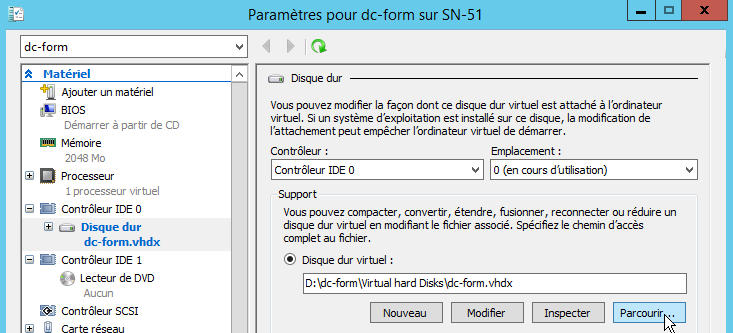 Paramètres pour dc-form sur SN-51
dc-form
Matériel
Ajouter un matériel
BIOS
Démarrer à partir de CD
Mémoire
2048 Mo
Processeur
1 processeur virtuel
Contrôleur IDE 0
Disque dur
dc-form.vhdx
Contrôleur IDE 1
Lecteur de DVD
Aucun
Contrôleur SCSI
Carte réseau
Disque dur
Vous pouvez modifier la façon dont ce disque dur virtuel est attaché à l'ordinateur
virtuel. Si un système d'exploitation est installé sur ce disque, la modification de
l'attachement peut empêcher l'ordinateur virtuel de démarrer.
Contrôleur : Emplacement :
Contrôleur IDE 0 0 (en cours d'utilisation)
Support
Vous pouvez compacter, convertir, étendre, fusionner, reconnecter ou réduire un
disque dur virtuel en modifiant le fichier associé. Spécifiez le chemin d'accès
complet au fichier.
Disque dur virtuel :
D:\dc-form\Virtual hard Disks\dc-form.vhdx
Nouveau Modifier Inspecter Parcourir...